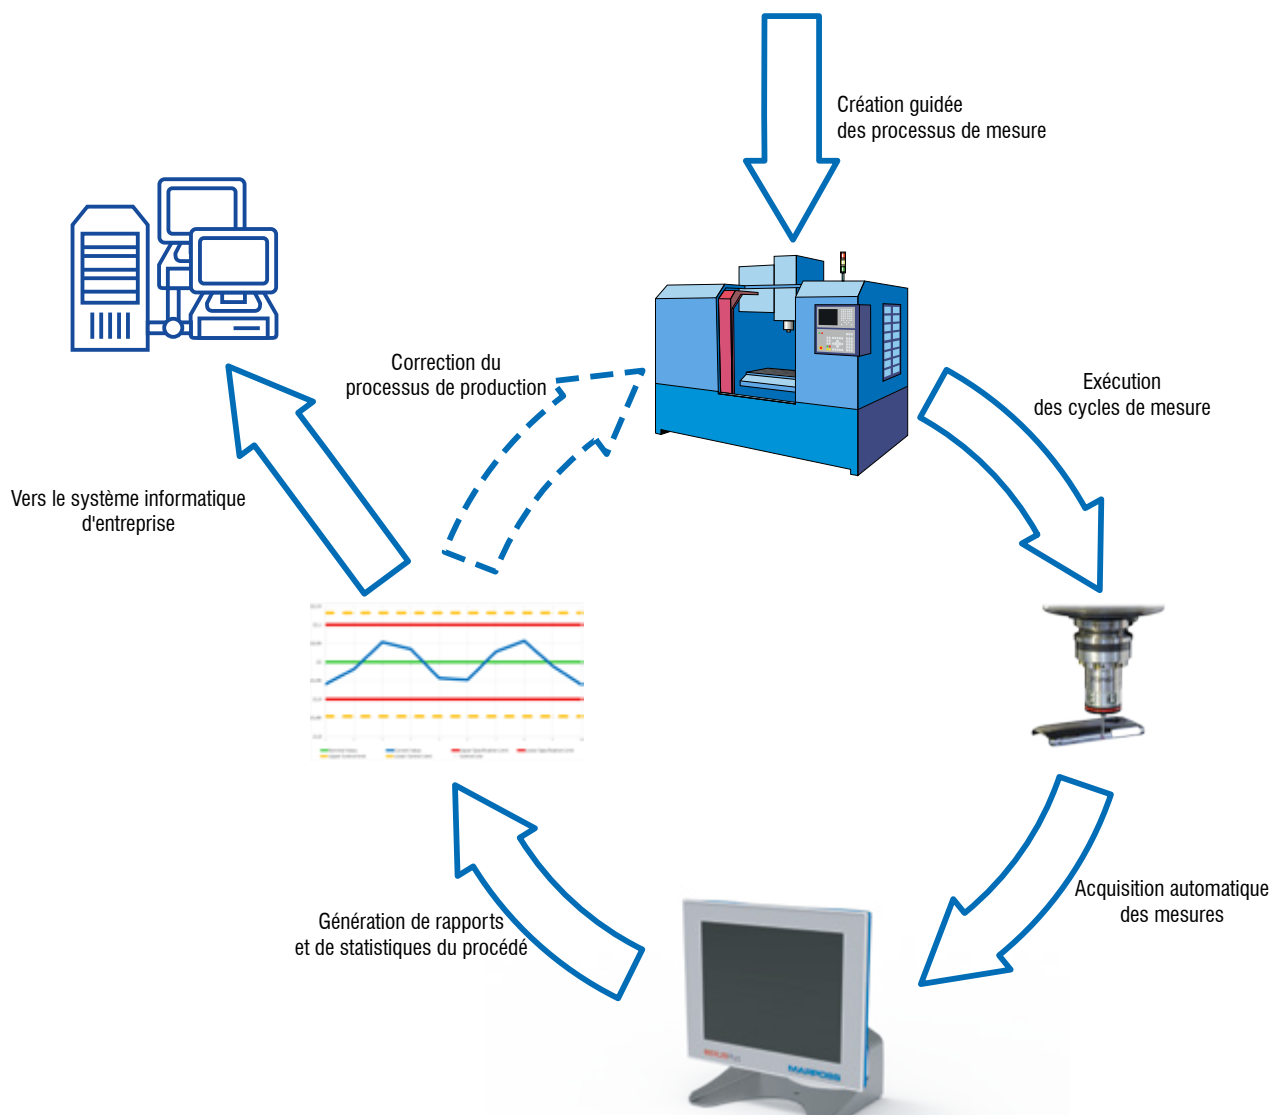 Création guidée
des processus de mesure
Correction du
processus de production
Exécution
des cycles de mesure
Vers le système informatique
d'entreprise
Acquisition automatique
des mesures
Génération de rapports
et de statistiques du procédé
MARPOSS